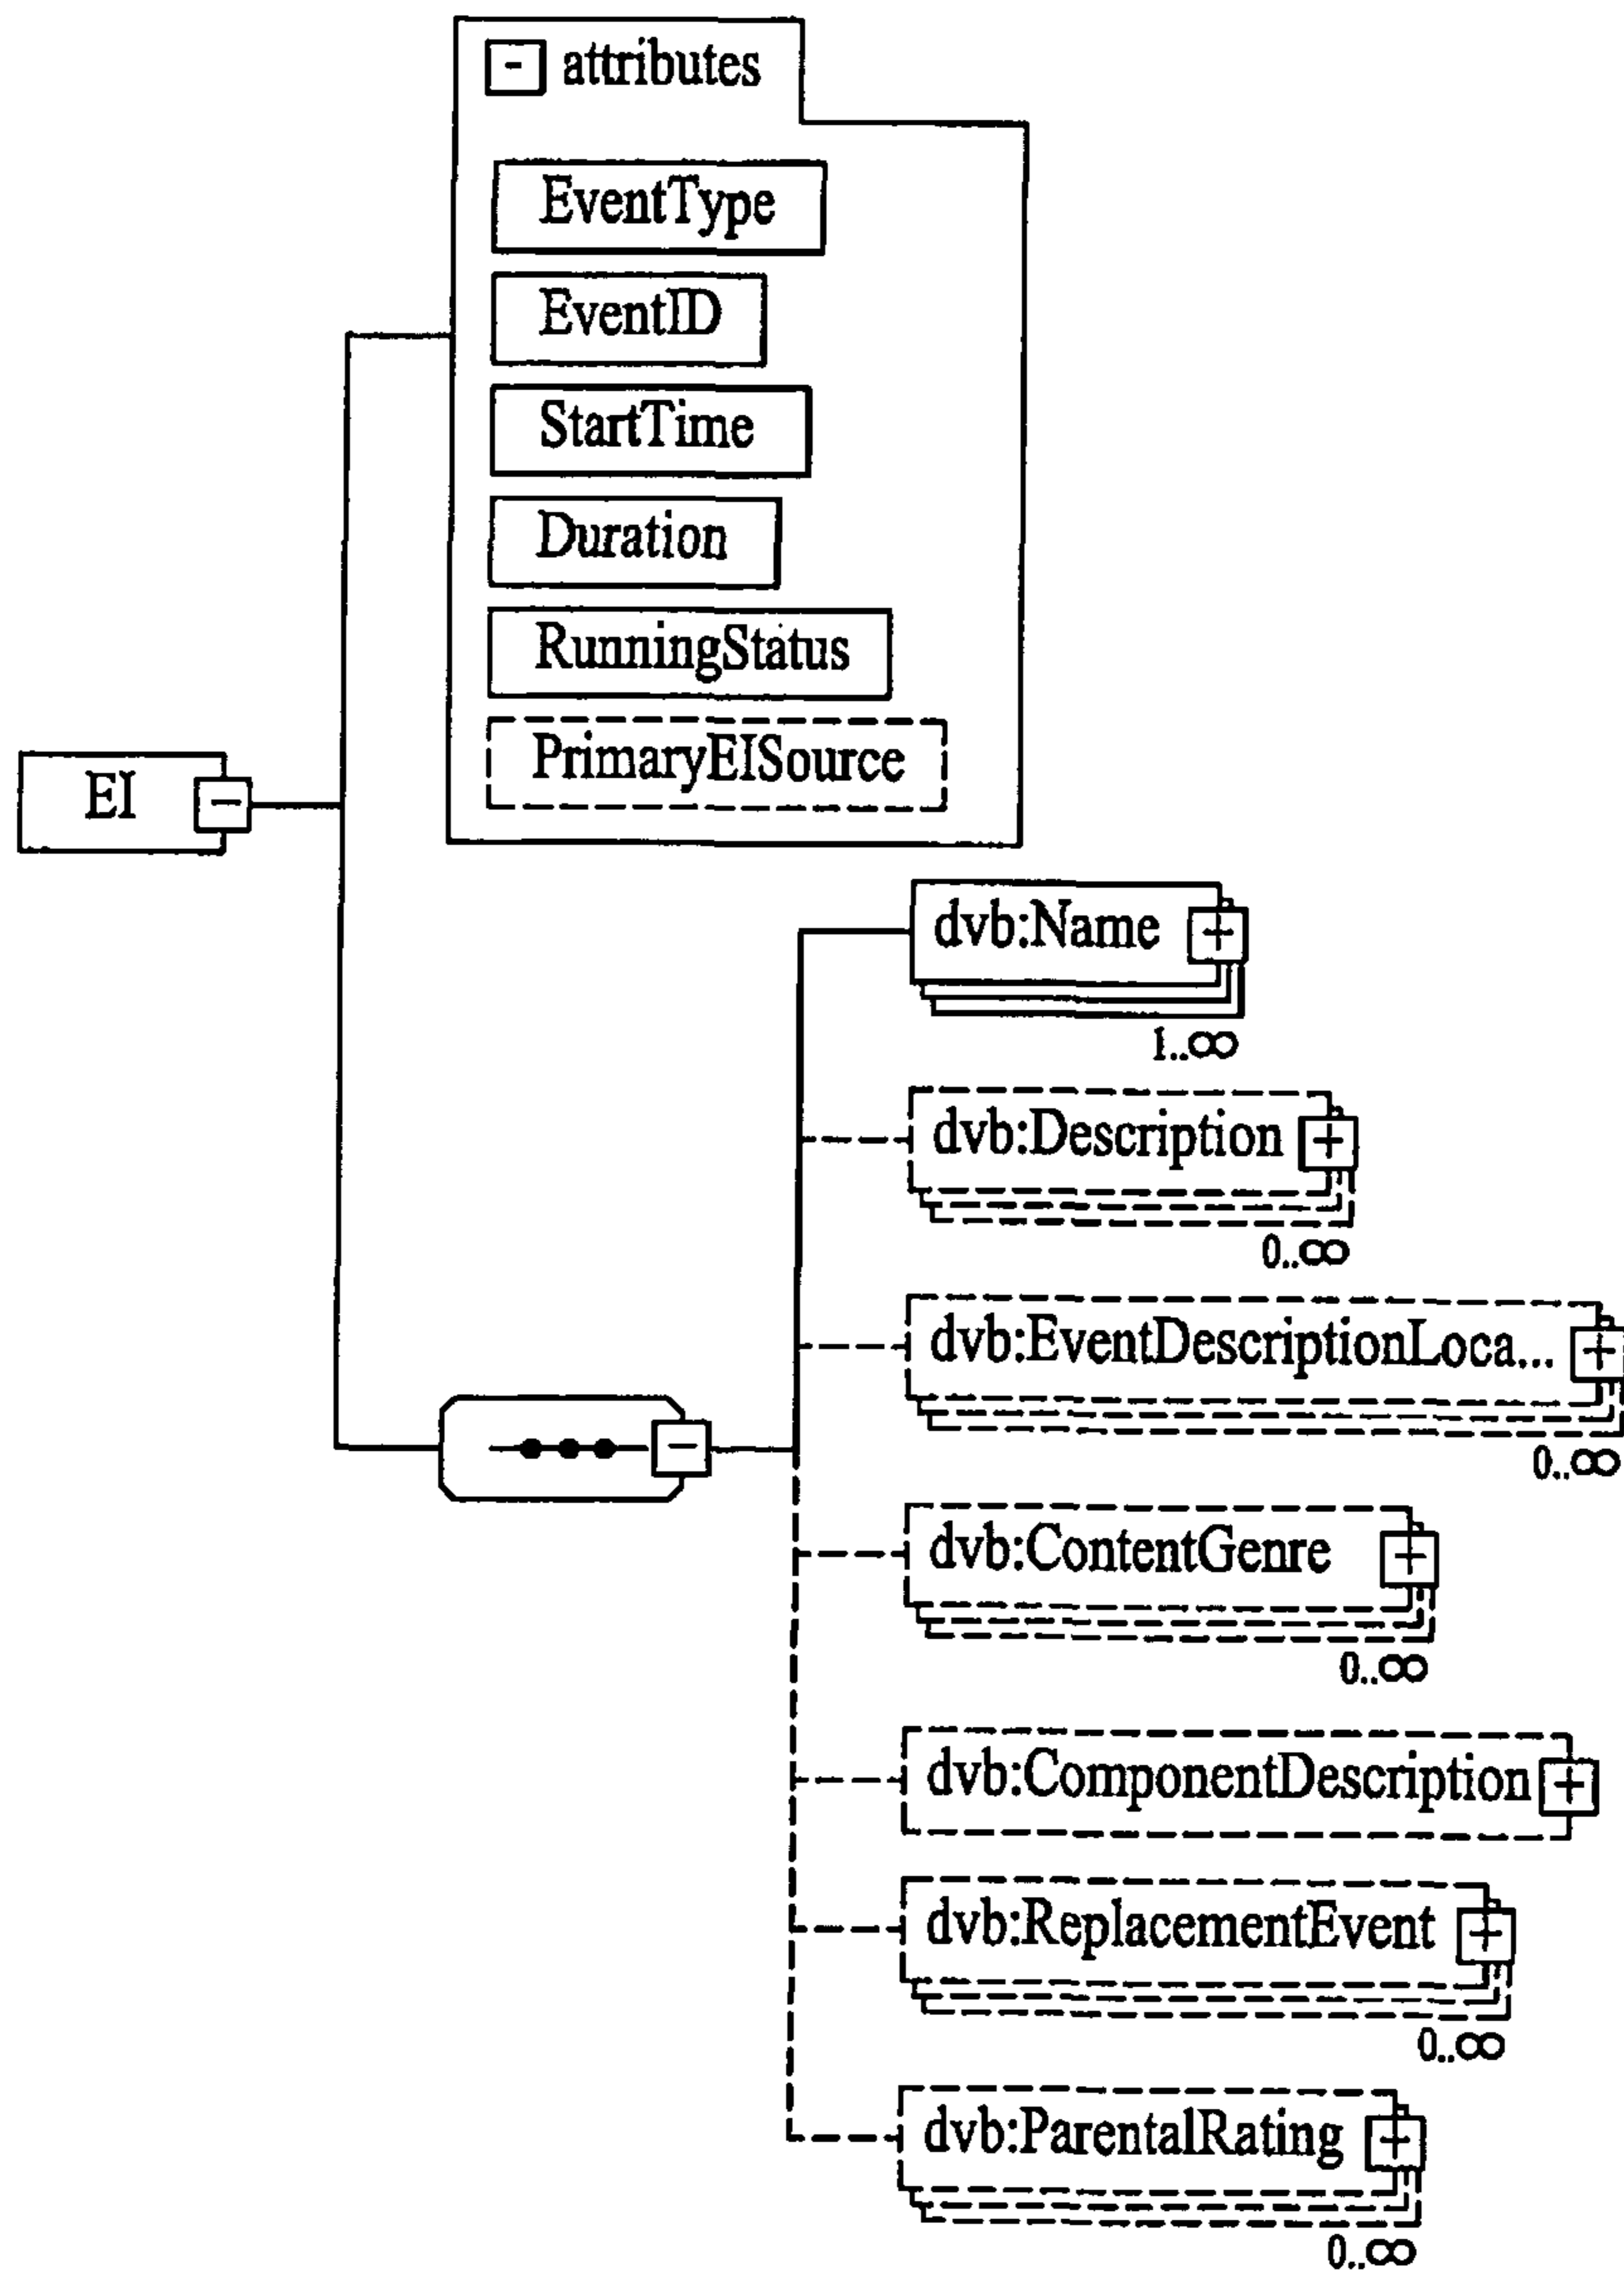 attributes
EventType
EventID
StartTime
Duration
RunningStatus
PrimaryEISource
EI
dvb:Name
1..∞
dvb:Description
0..∞
dvb:EventDescriptionLoca...
0..∞
dvb:ContentGenre
0..∞
dvb:ComponentDescription
dvb:ReplacementEvent
0..∞
dvb:ParentalRating
0..∞